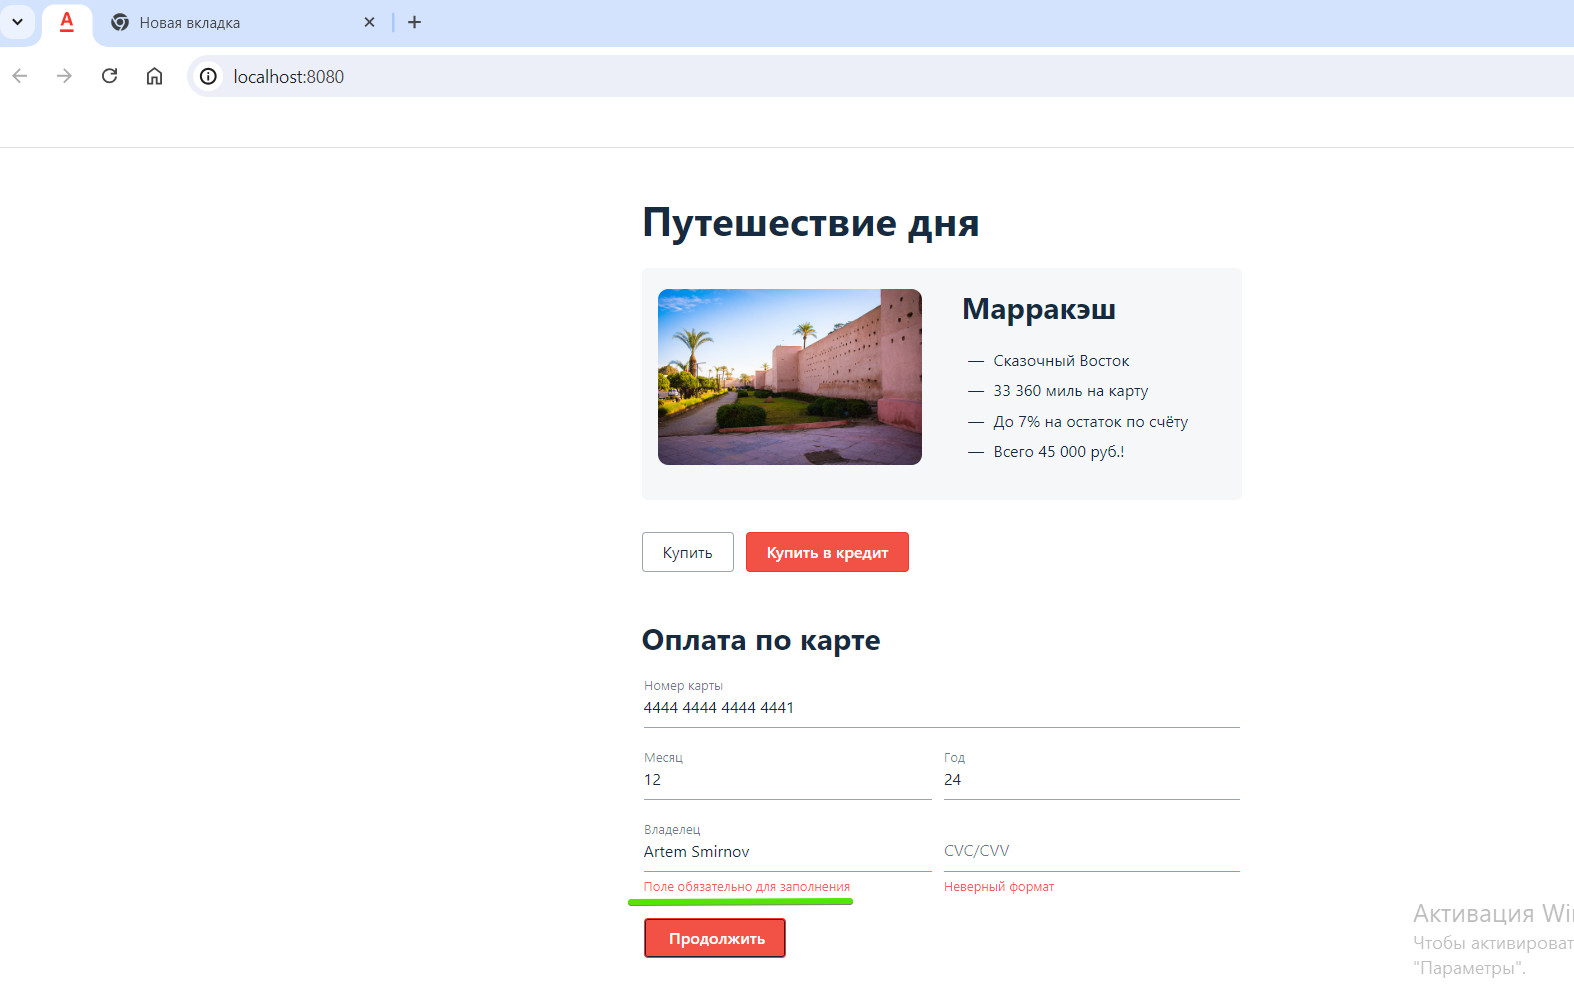 А
Новая вкладка
localhost:8080
Путешествие дня
Марракэш
— Сказочный Восток
— 33 360 миль на карту
— До 7% на остаток по счёту
— Всего 45 000 руб.!
Купить
Купить в кредит
Оплата по карте
Номер карты
4444 4444 4444 4441
Месяц
Год
12
24
Владелец
Artem Smirnov
CVC/CVV
Поле обязательно для заполнения
Неверный формат
Продолжить
Активация Wi
Чтобы активироват
"Параметры".